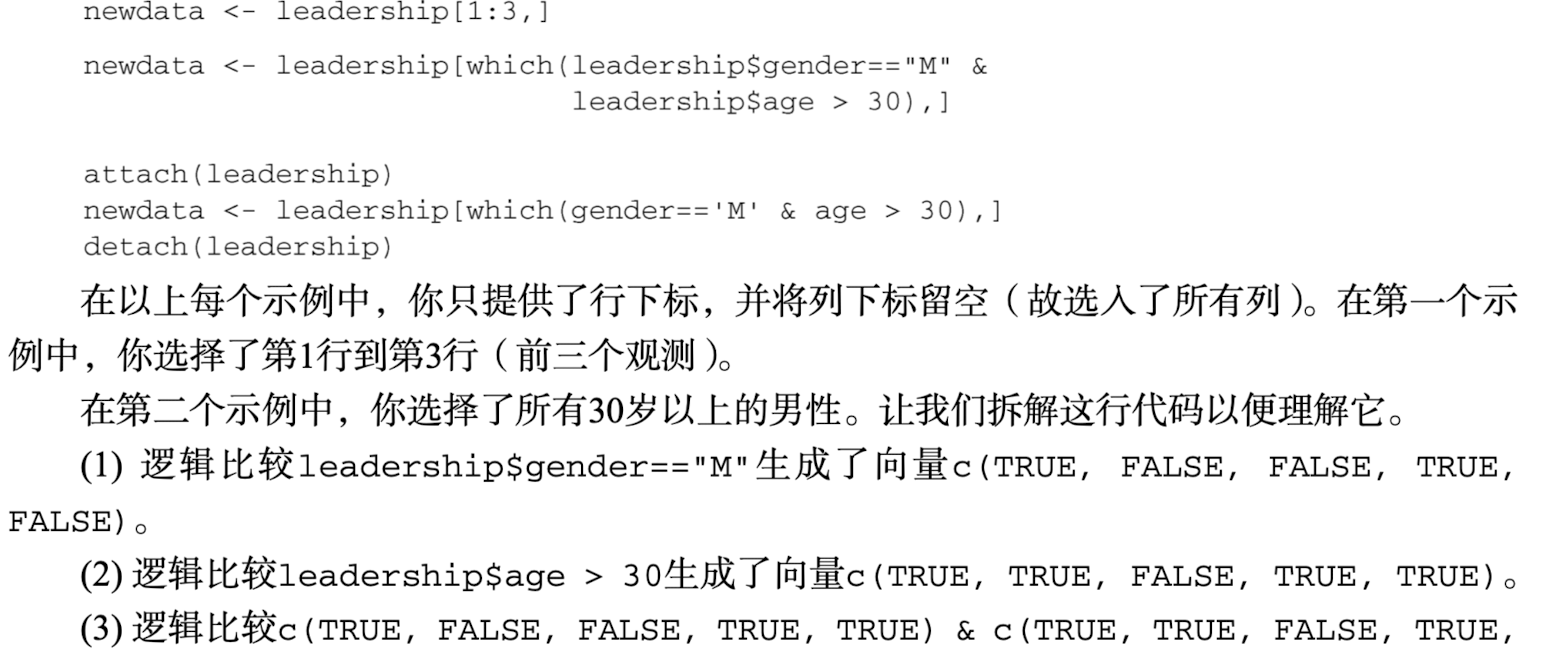 newdata <- leadership[1:3,]
newdata <- leadership[which(leadership$gender=="M" &
leadership$age > 30),]
attach(leadership)
newdata <- leadership[which(gender=='M' & age > 30),]
detach(leadership)
在以上每个示例中，你只提供了行下标，并将列下标留空（故选入了所有列）。在第一个示
例中，你选择了第1行到第3行（前三个观测）。
在第二个示例中，你选择了所有30岁以上的男性。让我们拆解这行代码以便理解它。
(1) 逻辑比较leadership$gender=="M"生成了向量c(TRUE, FALSE, FALSE, TRUE,
FALSE)。
(2) 逻辑比较leadership$age > 30生成了向量c(TRUE, TRUE, FALSE, TRUE, TRUE)。
(3) 逻辑比较c(TRUE, FALSE, FALSE, TRUE, TRUE) & c(TRUE, TRUE, FALSE, TRUE,